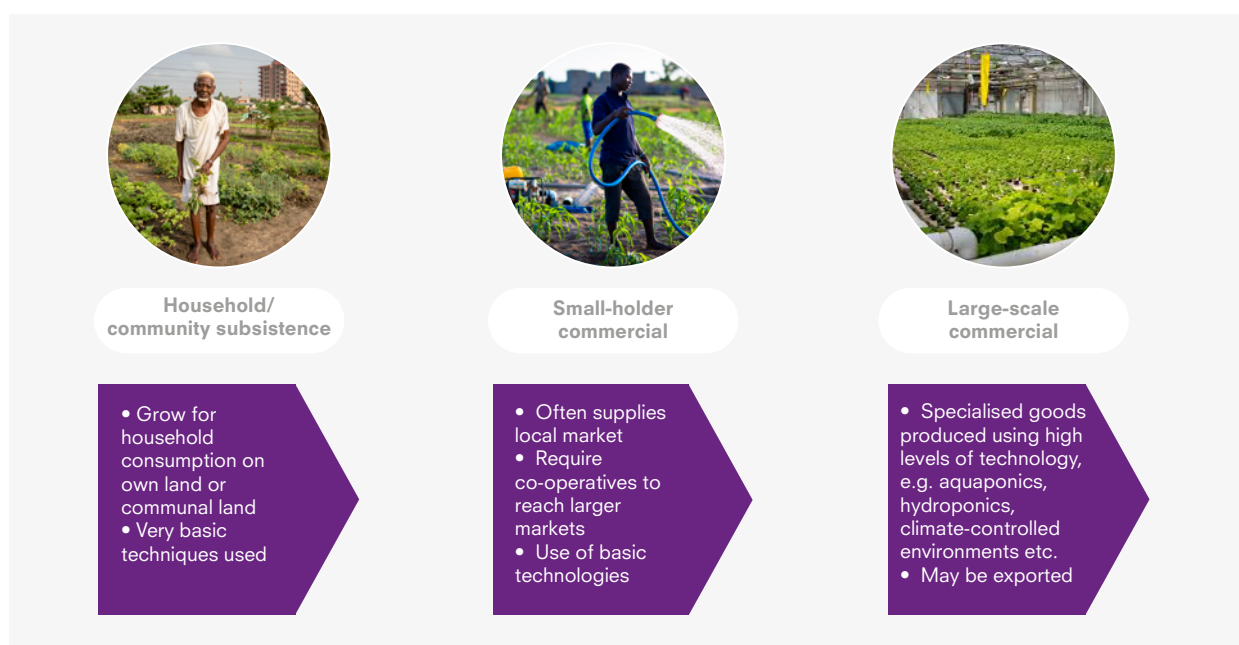 Household/
community subsistence
• Grow for
household
consumption on
own land or
communal land
• Very basic
techniques used
Small-holder
commercial
• Often supplies
local market
• Require
co-operatives to
reach larger
markets
• Use of basic
technologies
Large-scale
commercial
• Specialised goods
produced using high
levels of technology,
e.g. aquaponics,
hydroponics,
climate-controlled
environments etc.
• May be exported